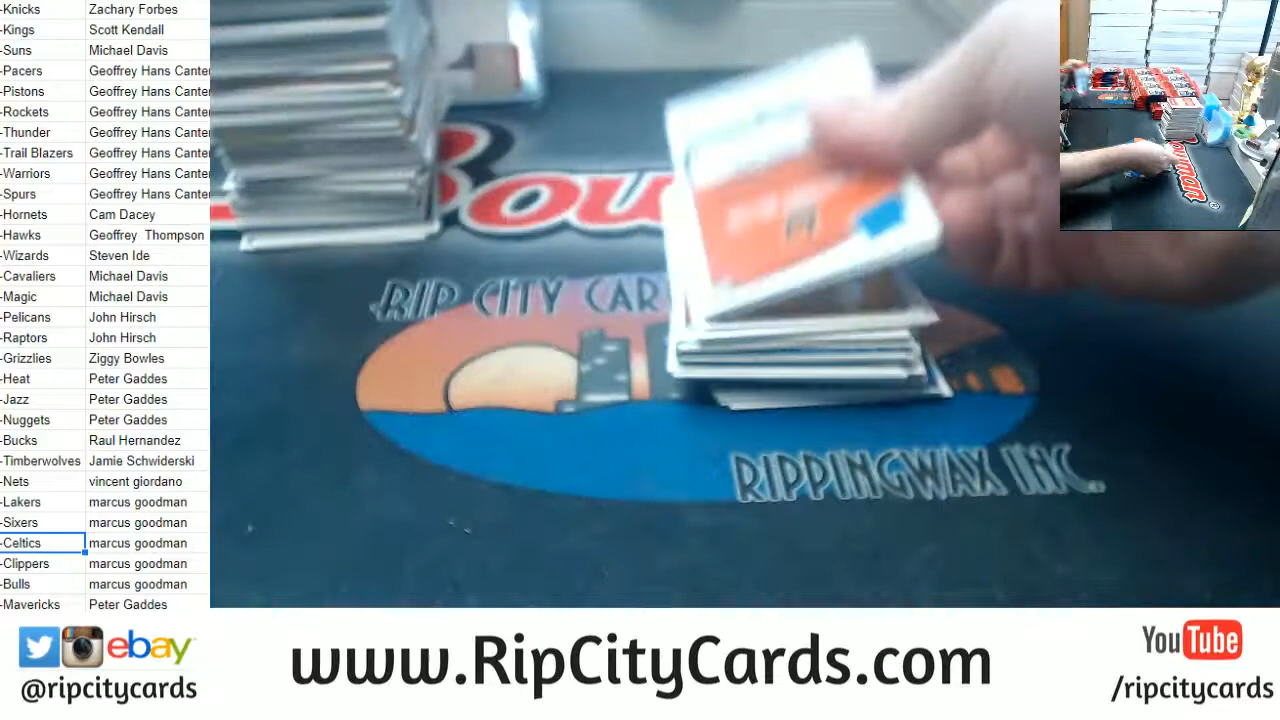 -Knicks Zachary Forbes
-Kings Scott Kendall
-Suns Michael Davis
-Pacers Geoffrey Hans Canter
-Pistons Geoffrey Hans Canter
-Rockets Geoffrey Hans Canter
-Thunder Geoffrey Hans Canter
-Trail Blazers Geoffrey Hans Canter
-Warriors Geoffrey Hans Canter
-Spurs Geoffrey Hans Canter
-Hornets Cam Dacey
-Hawks Geoffrey Thompson
-Wizards Steven Ide
-Cavaliers Michael Davis
-Magic Michael Davis
-Pelicans John Hirsch
-Raptors John Hirsch
-Grizzlies Ziggy Bowles
-Heat Peter Gaddes
-Jazz Peter Gaddes
-Nuggets Peter Gaddes
-Bucks Raul Hernandez
-Timberwolves Jamie Schwiderski
-Nets vincent giordano
-Lakers marcus goodman
-Sixers marcus goodman
-Celtics marcus goodman
-Clippers marcus goodman
-Bulls marcus goodman
-Mavericks Peter Gaddes
RIP CITY CAR
RIPPINGWAX INC.
ebay
@ripcitycards
www.RipCityCards.com
YouTube
/ripcitycards